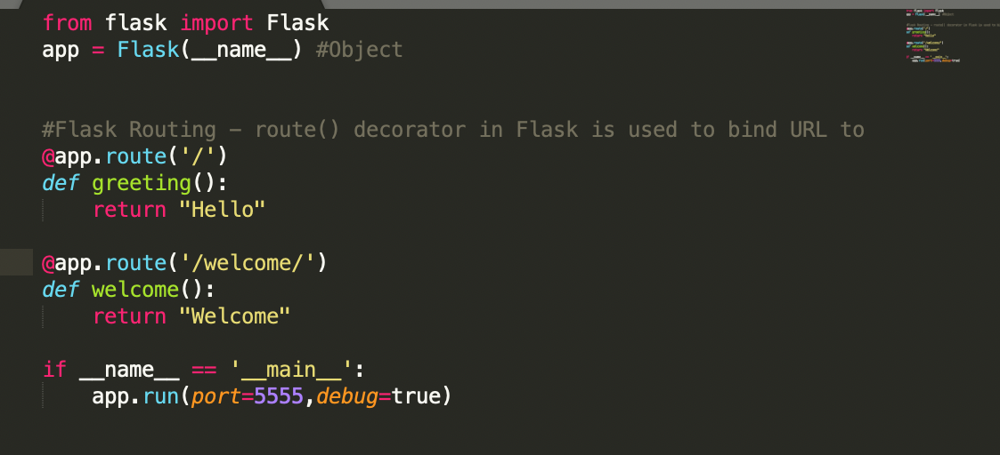 from flask import Flask
app = Flask(__name__) #Object
#Flask Routing – route() decorator in Flask is used to bind URL to
@app.route('/')
def greeting():
    return "Hello"
@app.route('/welcome/')
def welcome():
    return "Welcome"
if __name__ == '__main__':
    app.run(port=5555,debug=true)